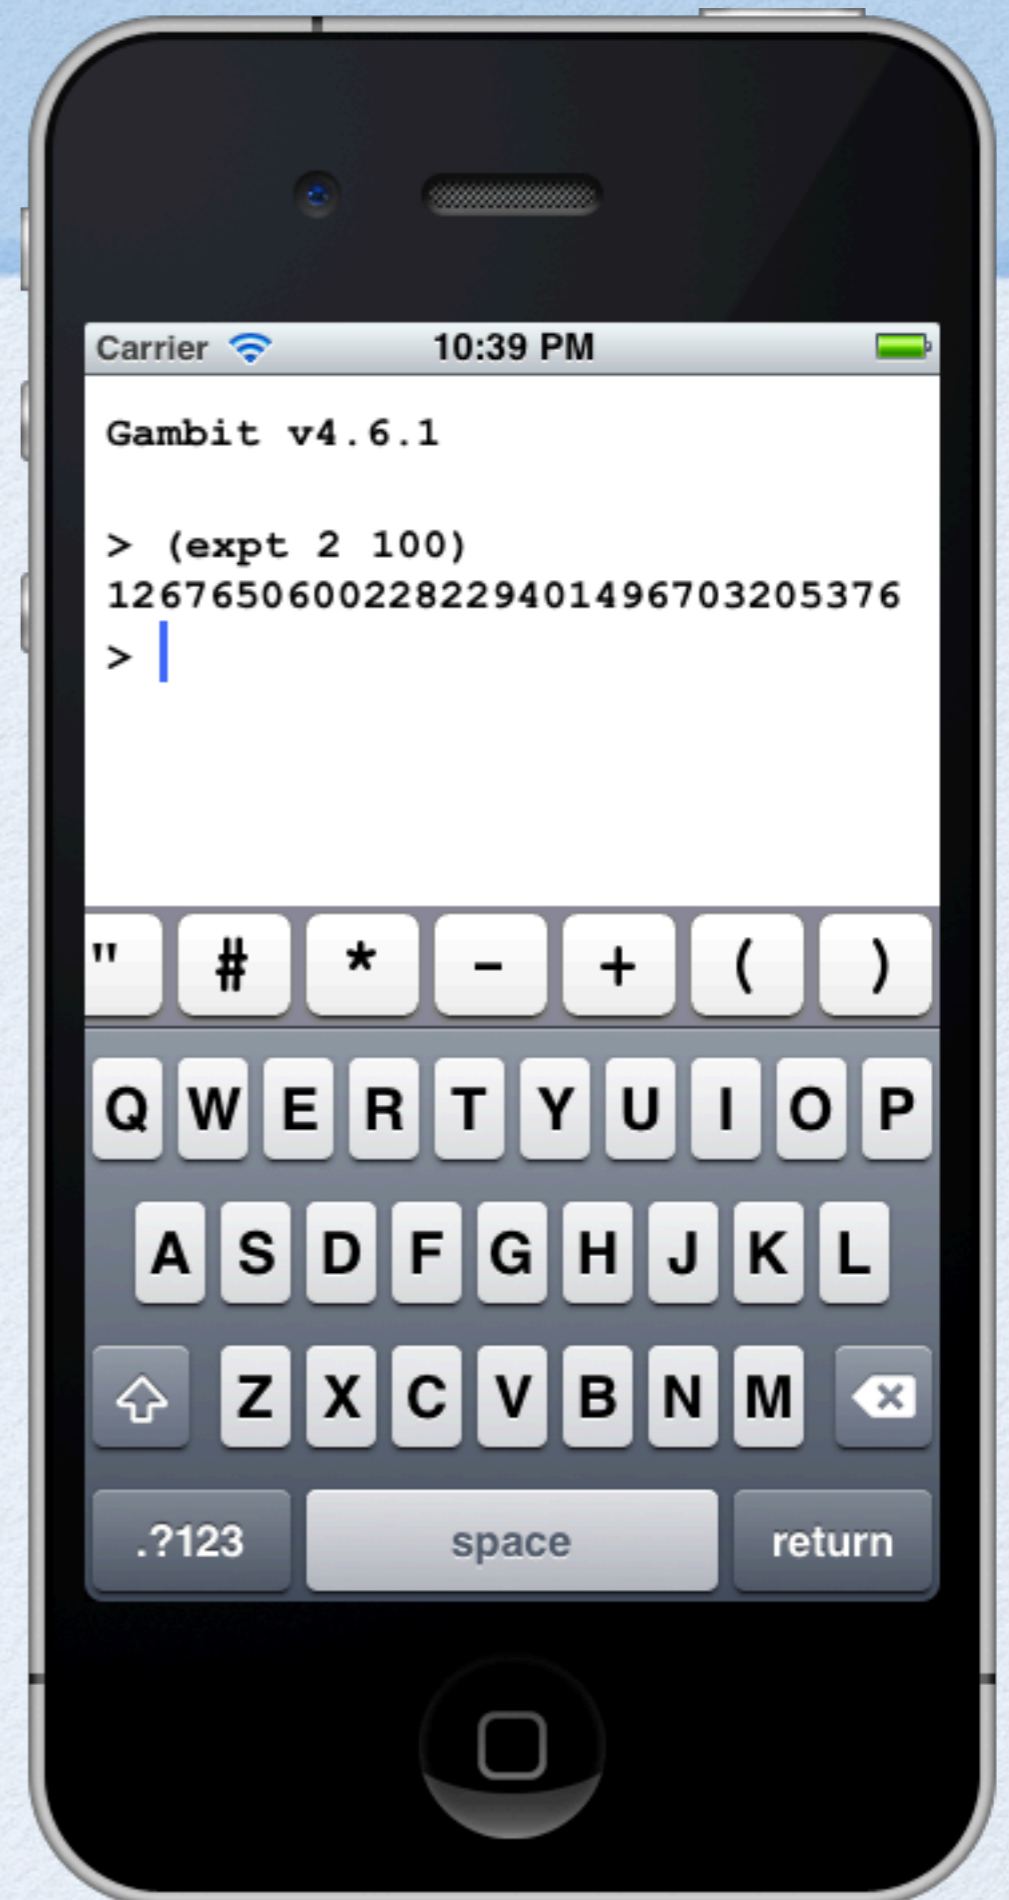 Carrier 10:39 PM
Gambit v4.6.1
> (expt 2 100)
1267650600228229401496703205376
>
" # * - + ( )
Q W E R T Y U I O P
A S D F G H J K L
Z X C V B N M
.?123 space return